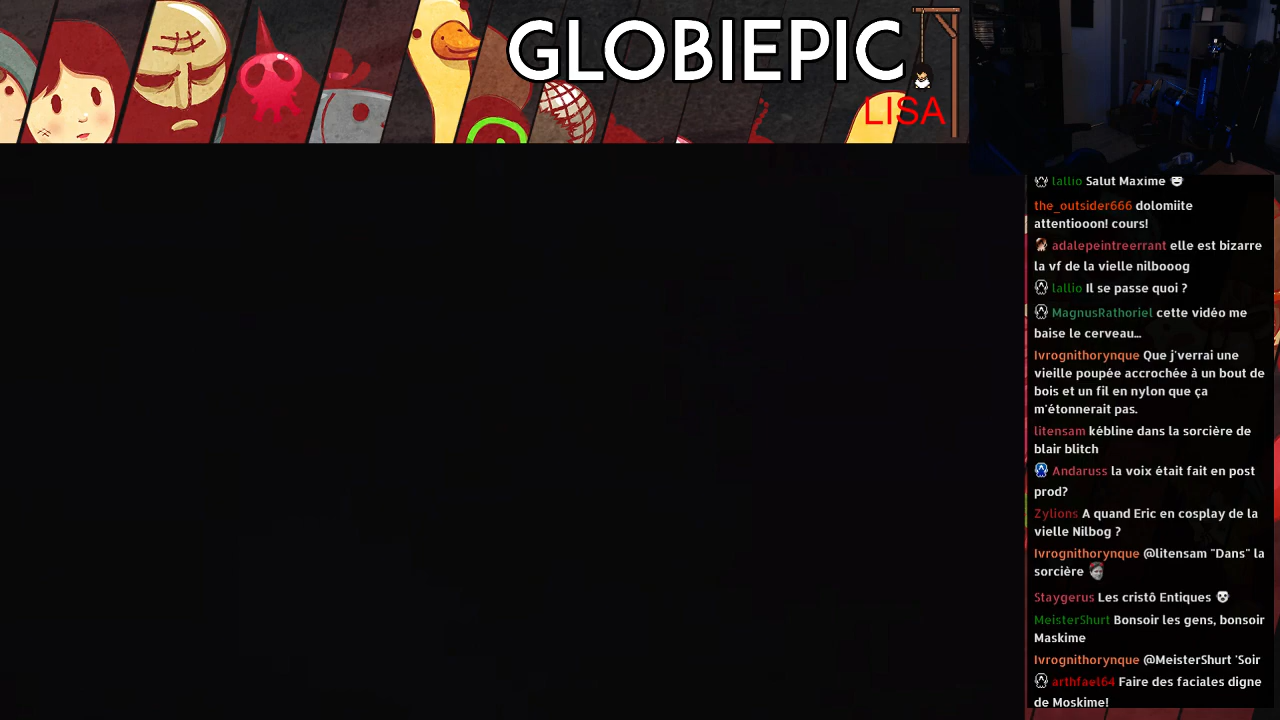 GLOBIEPIC
LISA
lallio Salut Maxime
the_outsider666 dolomiite
attentiooon! cours!
adalepeintreerrant elle est bizarre
la vf de la vielle nilbooog
lallio Il se passe quoi ?
MagnusRathoriel cette vidéo me
baise le cerveau...
Ivrognithorynque Que j'verrai une
vieille poupée accrochée à un bout de
bois et un fil en nylon que ça
m'étonnerait pas.
litensam kébline dans la sorcière de
blair blitch
Andaruss la voix était fait en post
prod?
Zylions A quand Eric en cosplay de la
vielle Nilbog ?
Ivrognithorynque @litensam "Dans" la
sorcière
Staygerus Les cristô Entiques
MeisterShurt Bonsoir les gens, bonsoir
Maskime
Ivrognithorynque @MeisterShurt 'Soir
arthfael64 Faire des faciales digne
de Moskime!